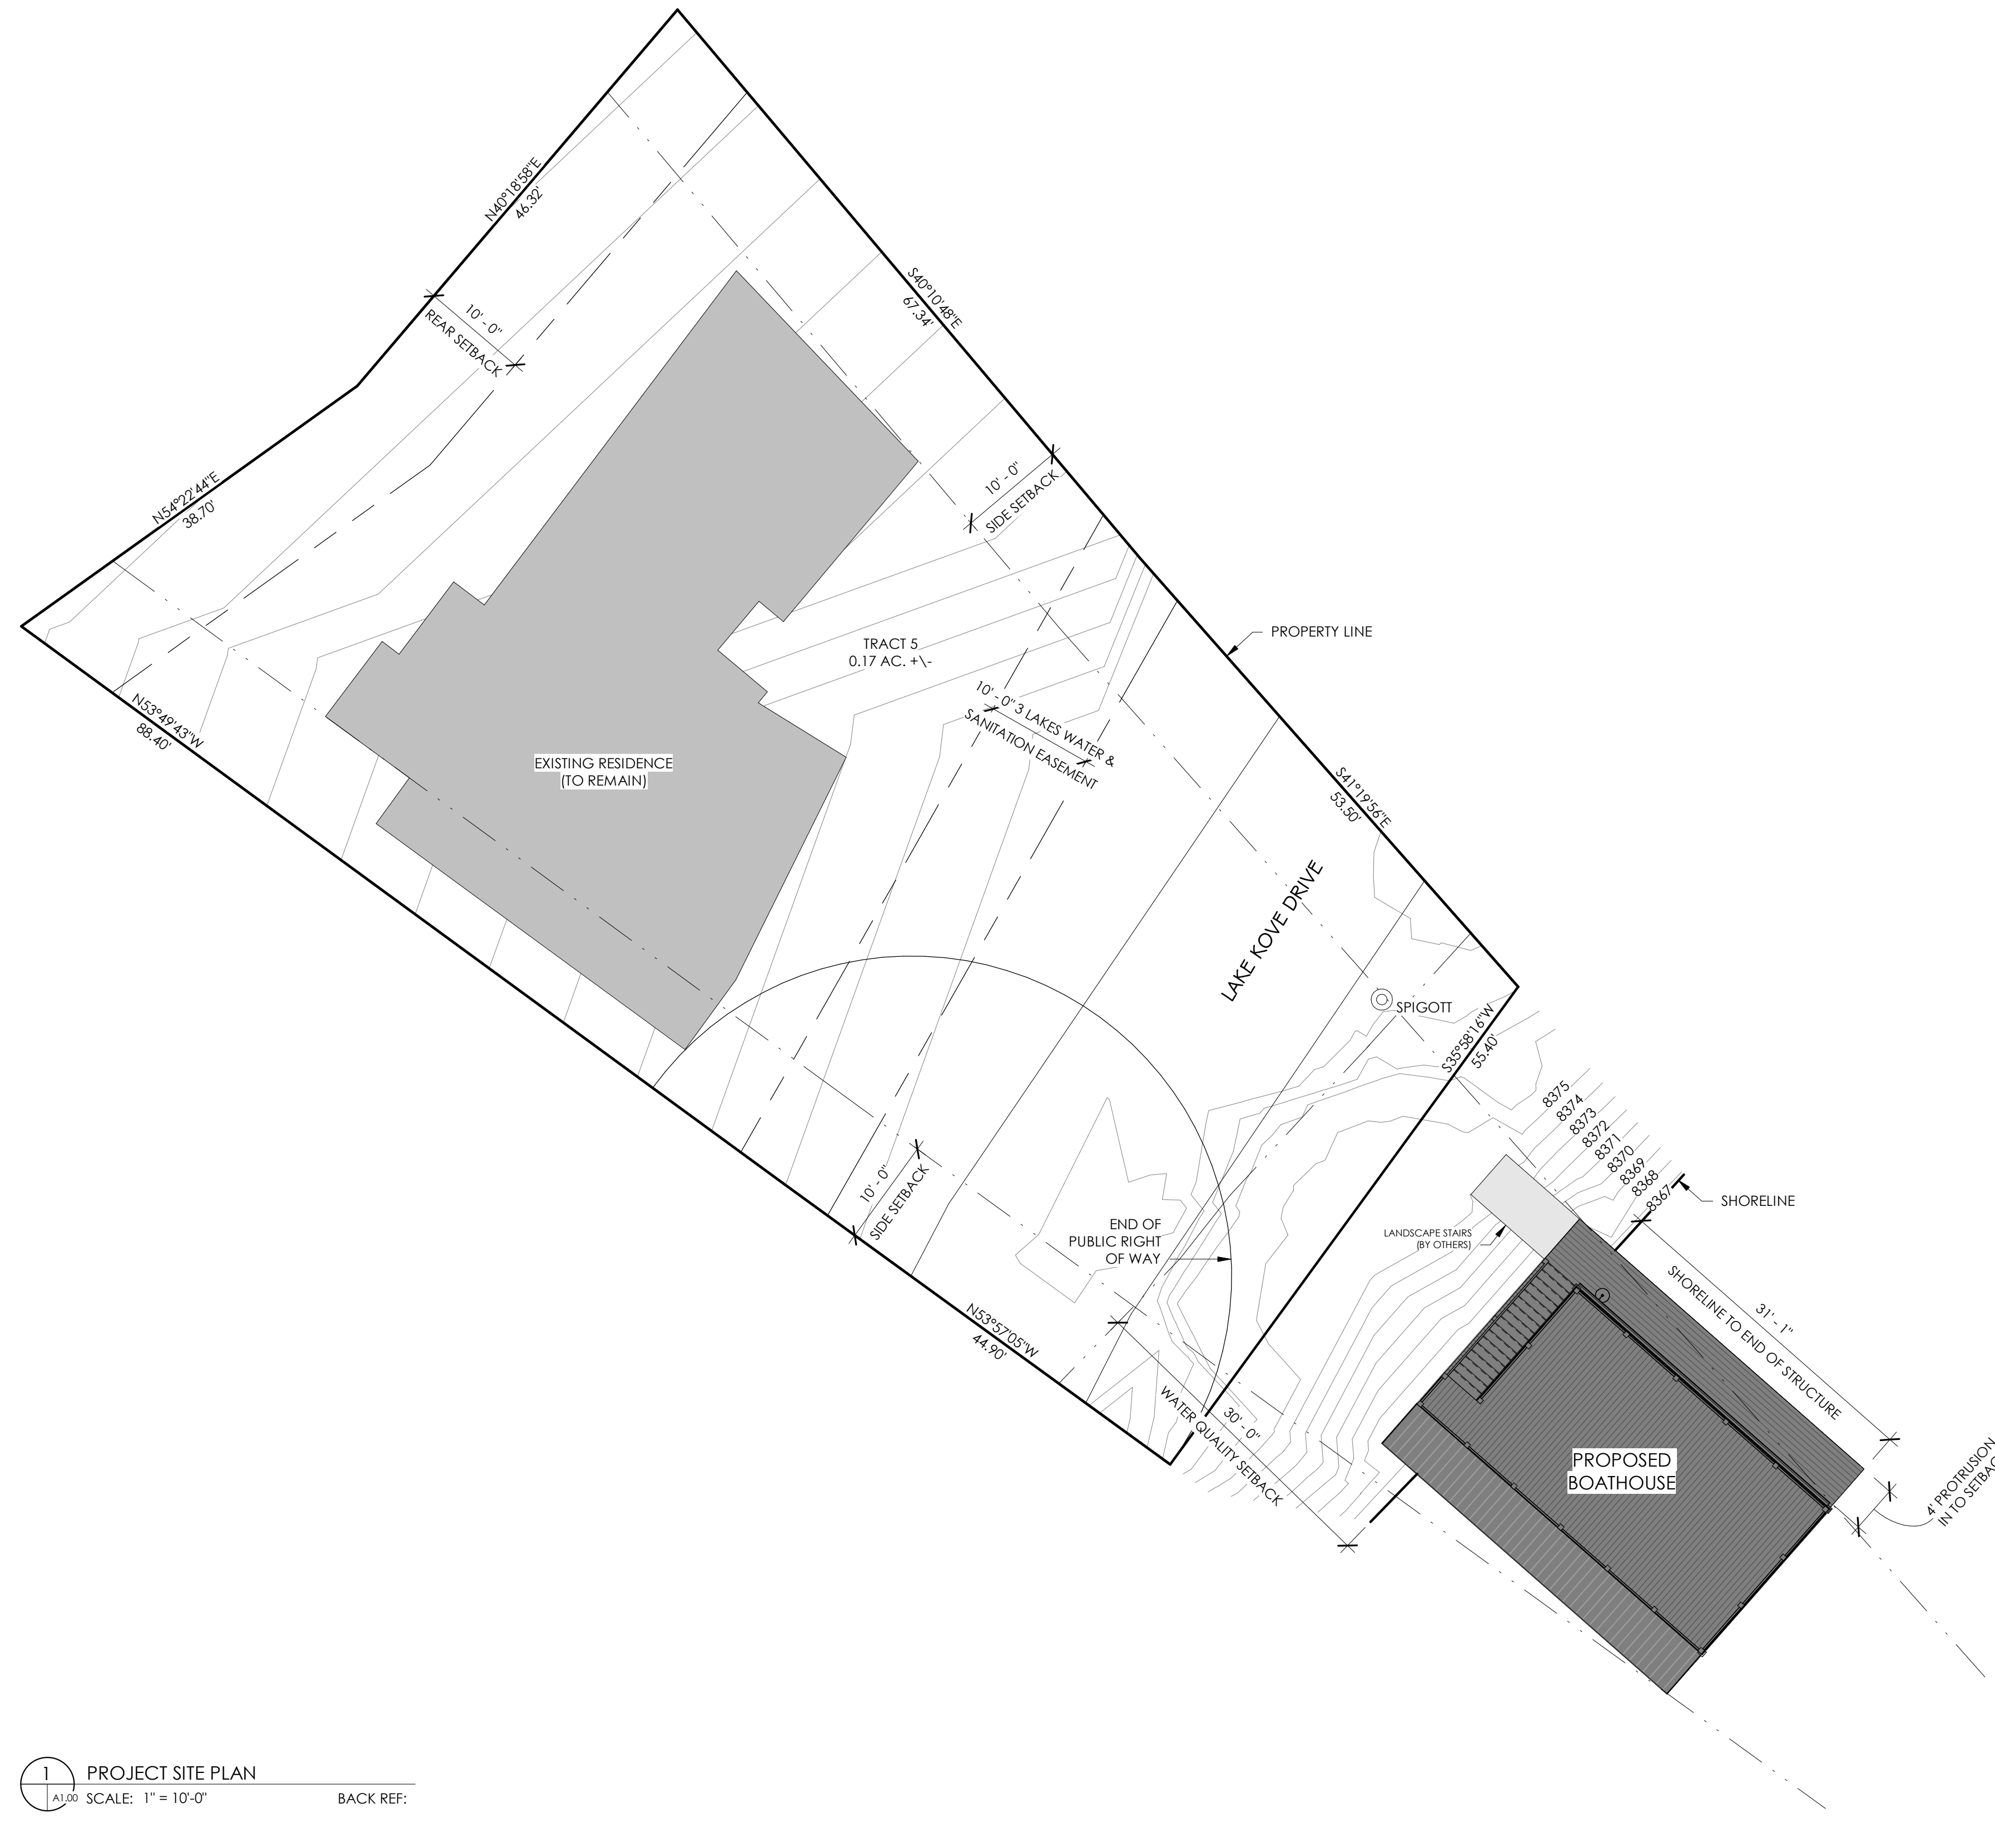 N40°18'58"E
46.32'
10' - 0"
REAR SETBACK
S40°10'48"E
67.34'
N54°22'44"E
38.70'
10' - 0"
SIDE SETBACK
PROPERTY LINE
TRACT 5
0.17 AC. +\-
N53°49'43"W
88.40'
10' - 0" 3 LAKES WATER &
SANITATION EASEMENT
EXISTING RESIDENCE
(TO REMAIN)
S41°19'56"E
53.50'
LAKE KOVE DRIVE
SPIGOTT
S35°58'16"W
55.40'
8375
8374
8373
8372
8371
8370
8369
8368
8367
SHORELINE
10' - 0"
SIDE SETBACK
END OF
PUBLIC RIGHT
OF WAY
LANDSCAPE STAIRS
(BY OTHERS)
31' - 1"
SHORELINE TO END OF STRUCTURE
N53°57'05"W
44.90'
30' - 0"
WATER QUALITY SETBACK
PROPOSED
BOATHOUSE
4' PROTRUSION
IN TO SETBAC
1
A1.00
PROJECT SITE PLAN
SCALE: 1" = 10'-0"
BACK REF: